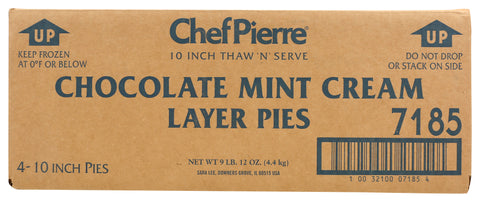 UP
KEEP FROZEN
AT 0°F OR BELOW
Chef Pierre®
10 INCH THAW 'N' SERVE
UP
DO NOT DROP
OR STACK ON SIDE
CHOCOLATE MINT CREAM
LAYER PIES
7185
4-10 INCH PIES
NET WT 9 LB. 12 OZ. (4.4 kg)
SARA LEE, DOWNERS GROVE, IL 60515 USA
1 00 32100 07185 4